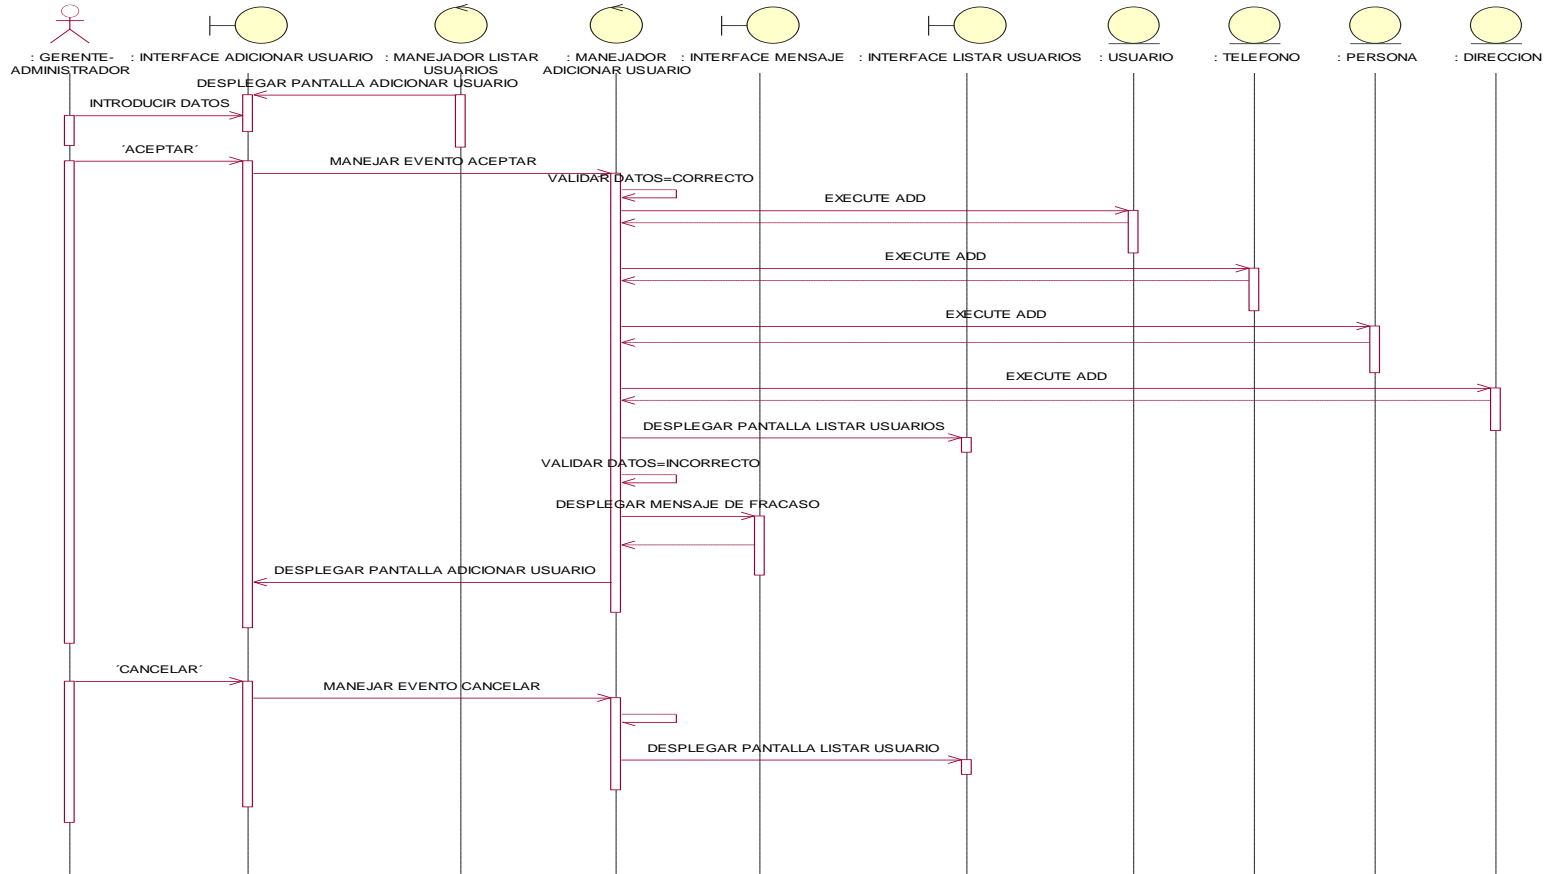 : GERENTE-
ADMINISTRADOR
: INTERFACE ADICIONAR USUARIO
: MANEJADOR LISTAR
USUARIOS
: MANEJADOR
ADICIONAR USUARIO
: INTERFACE MENSAJE
: INTERFACE LISTAR USUARIOS
: USUARIO
: TELEFONO
: PERSONA
: DIRECCION
DESPLEGAR PANTALLA ADICIONAR USUARIO
INTRODUCIR DATOS
´ACEPTAR´
MANEJAR EVENTO ACEPTAR
VALIDAR DATOS=CORRECTO
EXECUTE ADD
EXECUTE ADD
EXECUTE ADD
EXECUTE ADD
DESPLEGAR PANTALLA LISTAR USUARIOS
VALIDAR DATOS=INCORRECTO
DESPLEGAR MENSAJE DE FRACASO
DESPLEGAR PANTALLA ADICIONAR USUARIO
´CANCELAR´
MANEJAR EVENTO CANCELAR
DESPLEGAR PANTALLA LISTAR USUARIO